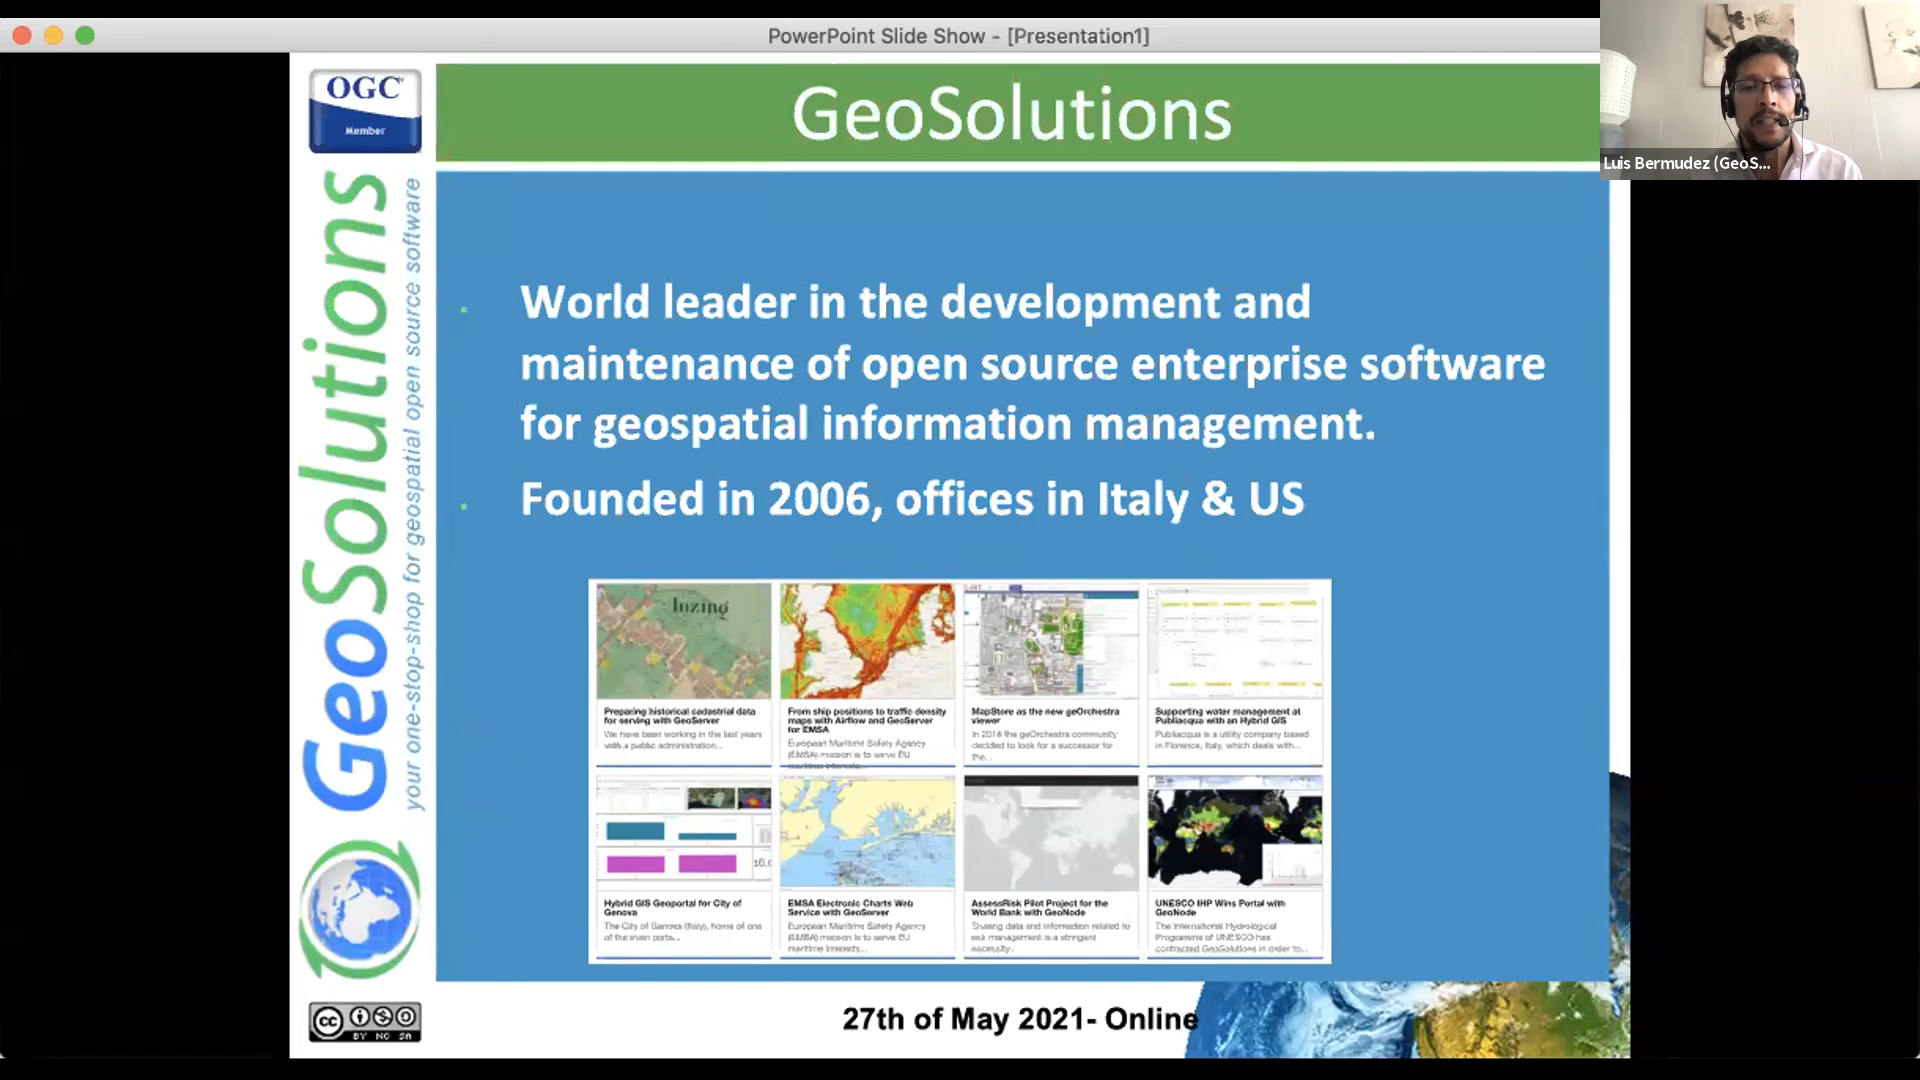 PowerPoint Slide Show - [Presentation1]
Luis Bermudez (GeoS...
OGC
Member
GeoSolutions
GeoSolutions
your one-stop-shop for geospatial open source software
World leader in the development and
maintenance of open source enterprise software
for geospatial information management.
Founded in 2006, offices in Italy & US
Inzing
Preparing historical cadastral data
for serving with GeoServer
We have been working in the last years
with a public administration...
From ship positions to traffic density
maps with Airflow and GeoServer
for EMSA
European Maritime Safety Agency
(EMSA) mission is to serve EU
maritime interests...
MapStore as the new geOrchestra
viewer
In 2018 the geOrchestra community
decided to look for a successor for
the...
Supporting water management at
Publiacqua with an Hybrid GIS
Publiacqua is a utility company based
in Florence, Italy, which deals with...
Hybrid GIS Geoportal for City of
Genova
The City of Genova (Italy), home of one
of the main ports...
EMSA Electronic Charts Web
Service with GeoServer
European Maritime Safety Agency
(EMSA) mission is to serve EU
maritime interests...
AssessRisk Pilot Project for the
World Bank with GeoNode
Sharing data and information related to
risk management is a stringent
necessity.
UNESCO IHP Wins Portal with
GeoNode
The International Hydrological
Programme of UNESCO has
contracted GeoSolutions in order to...
cc
BY NC SA
27th of May 2021- Online